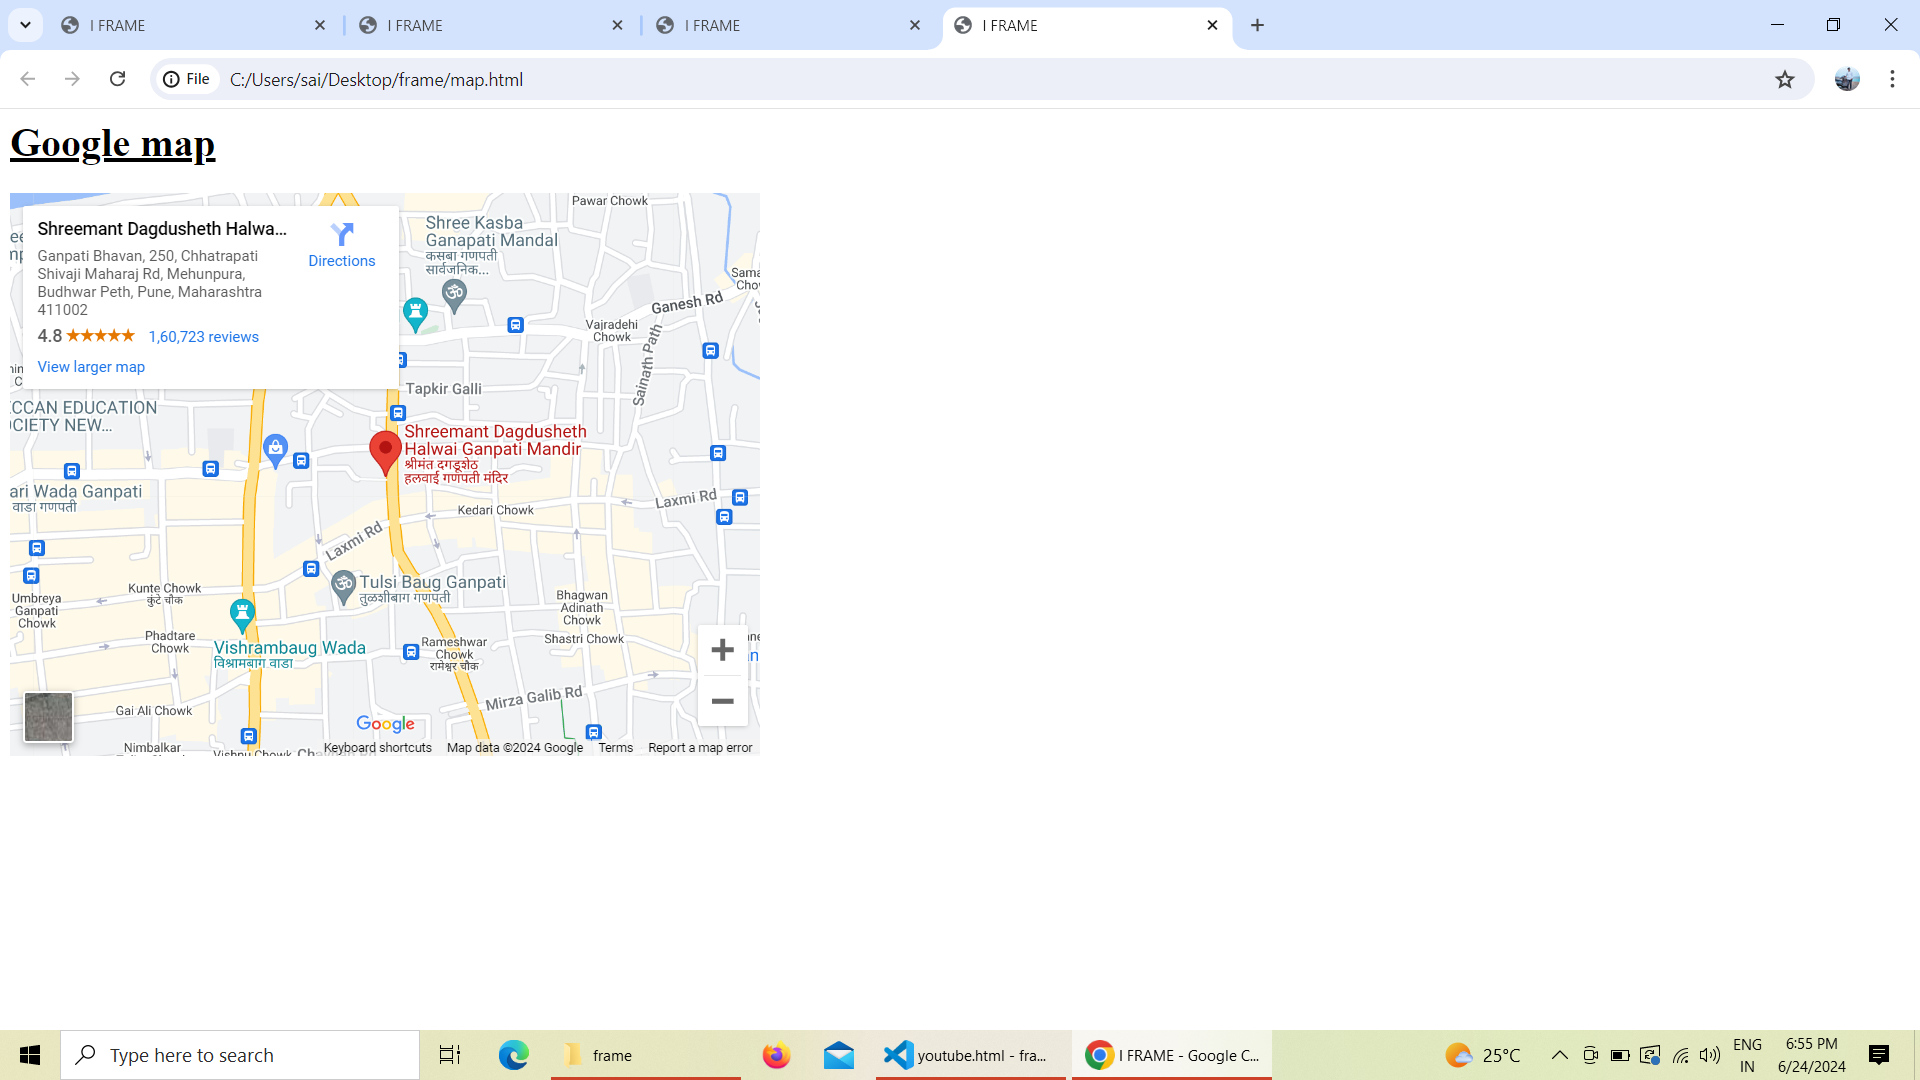 I FRAME
I FRAME
I FRAME
I FRAME
File
C:/Users/sai/Desktop/frame/map.html
Google map
Shreemant Dagdusheth Halwa...
Ganpati Bhavan, 250, Chhatrapati
Shivaji Maharaj Rd, Mehunpura,
Budhwar Peth, Pune, Maharashtra
411002
4.8
1,60,723 reviews
View larger map
Directions
Pawar Chowk
Shree Kasba
Ganapati Mandal
कसबा गणपती
सार्वजनिक...
Ganesh Rd
Vajradehi
Chowk
Sainath Path
Tapkir Galli
ECCAN EDUCATION
OCIETY NEW...
Shreemant Dagdusheth
Halwai Ganpati Mandir
श्रीमंत दगडूशेठ
हलवाई गणपती मंदिर
ari Wada Ganpati
वाडा गणपती
Laxmi Rd
Kedari Chowk
Laxmi Rd
Tulsi Baug Ganpati
तुळशीबाग गणपती
Kunte Chowk
कुंटे चौक
Umbreya
Ganpati
Chowk
Bhagwan
Adinath
Chowk
Phadtare
Chowk
Vishrambaug Wada
विश्रामबाग वाडा
Rameshwar
Chowk
रामेश्वर चौक
Shastri Chowk
Mirza Galib Rd
Gai Ali Chowk
Nimbalkar
Google
Keyboard shortcuts
Map data ©2024 Google
Terms
Report a map error
Type here to search
frame
youtube.html - fra...
I FRAME - Google C...
25°C
ENG
IN
6:55 PM
6/24/2024